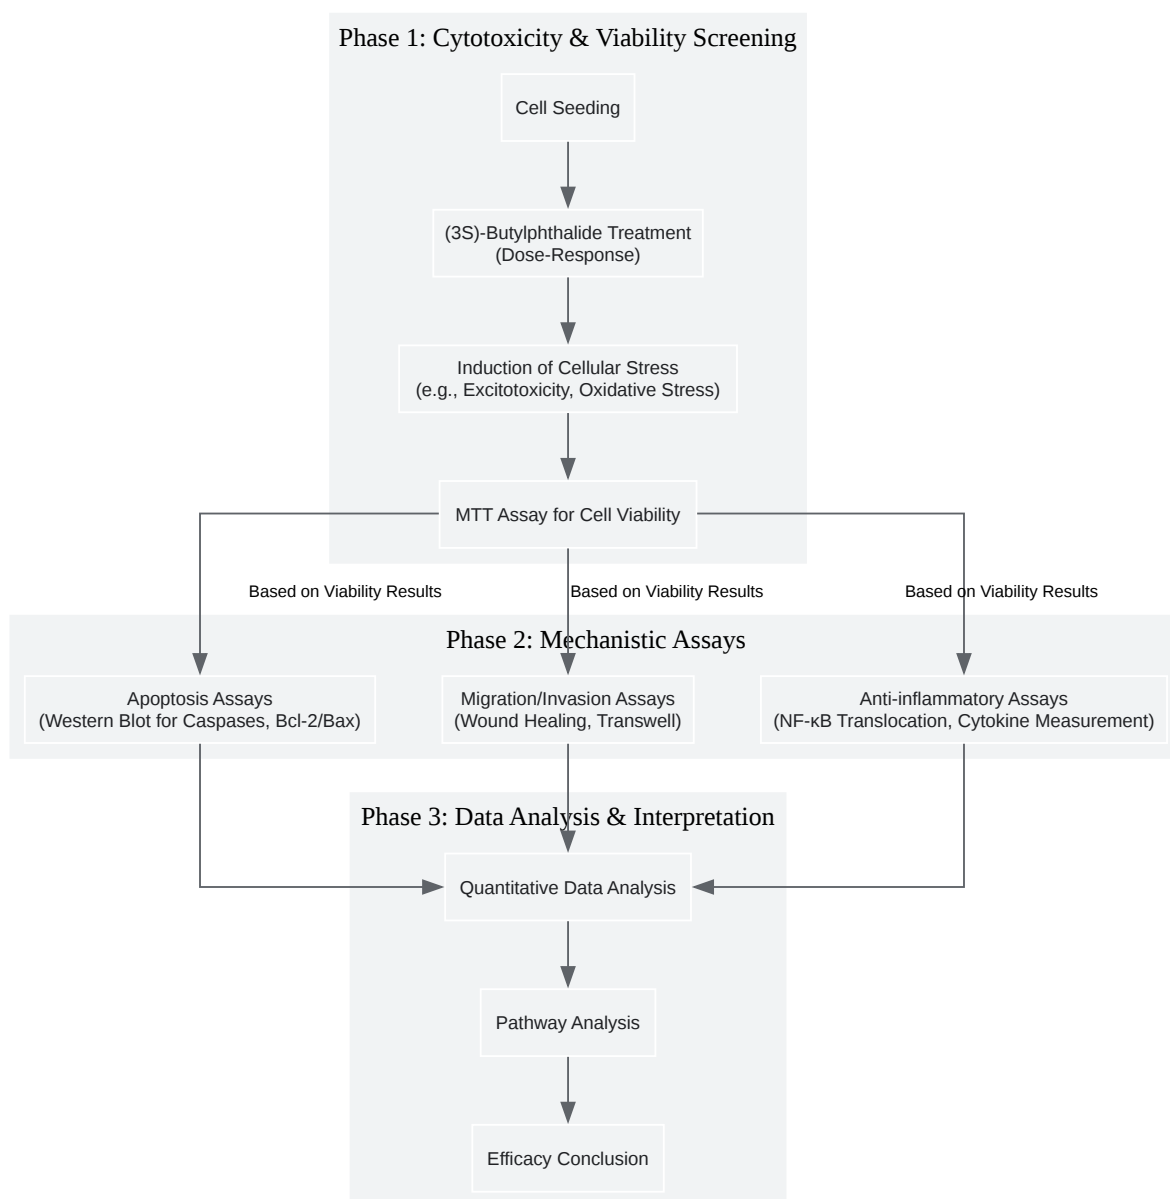 Phase 1: Cytotoxicity & Viability Screening
Cell Seeding
(3S)-Butylphthalide Treatment
(Dose-Response)
Induction of Cellular Stress
(e.g., Excitotoxicity, Oxidative Stress)
MTT Assay for Cell Viability
Based on Viability Results
Based on Viability Results
Based on Viability Results
Phase 2: Mechanistic Assays
Apoptosis Assays
(Western Blot for Caspases, Bcl-2/Bax)
Migration/Invasion Assays
(Wound Healing, Transwell)
Anti-inflammatory Assays
(NF-κB Translocation, Cytokine Measurement)
Phase 3: Data Analysis & Interpretation
Quantitative Data Analysis
Pathway Analysis
Efficacy Conclusion